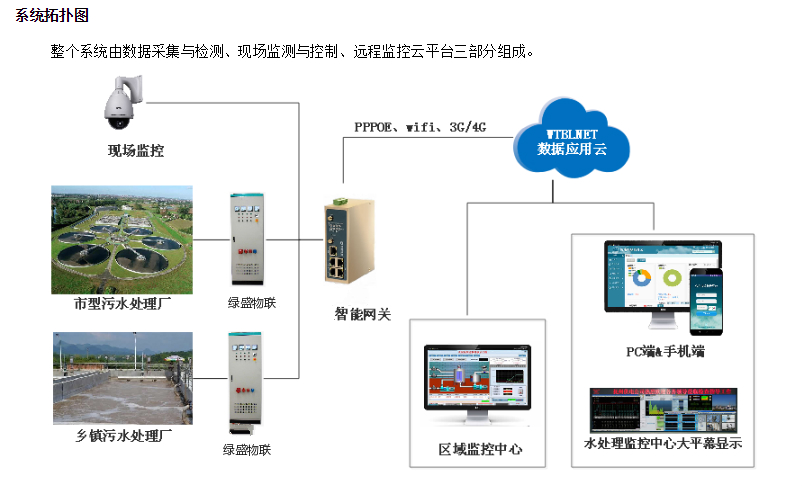 系统拓扑图
整个系统由数据采集与检测、现场监测与控制、远程监控云平台三部分组成。
现场监控
PPPOE、wifi、3G/4G
WTBLNET
数据应用云
市型污水处理厂
绿盛物联
智能网关
PC端&手机端
乡镇污水处理厂
绿盛物联
区域监控中心
水处理监控中心大平幕显示